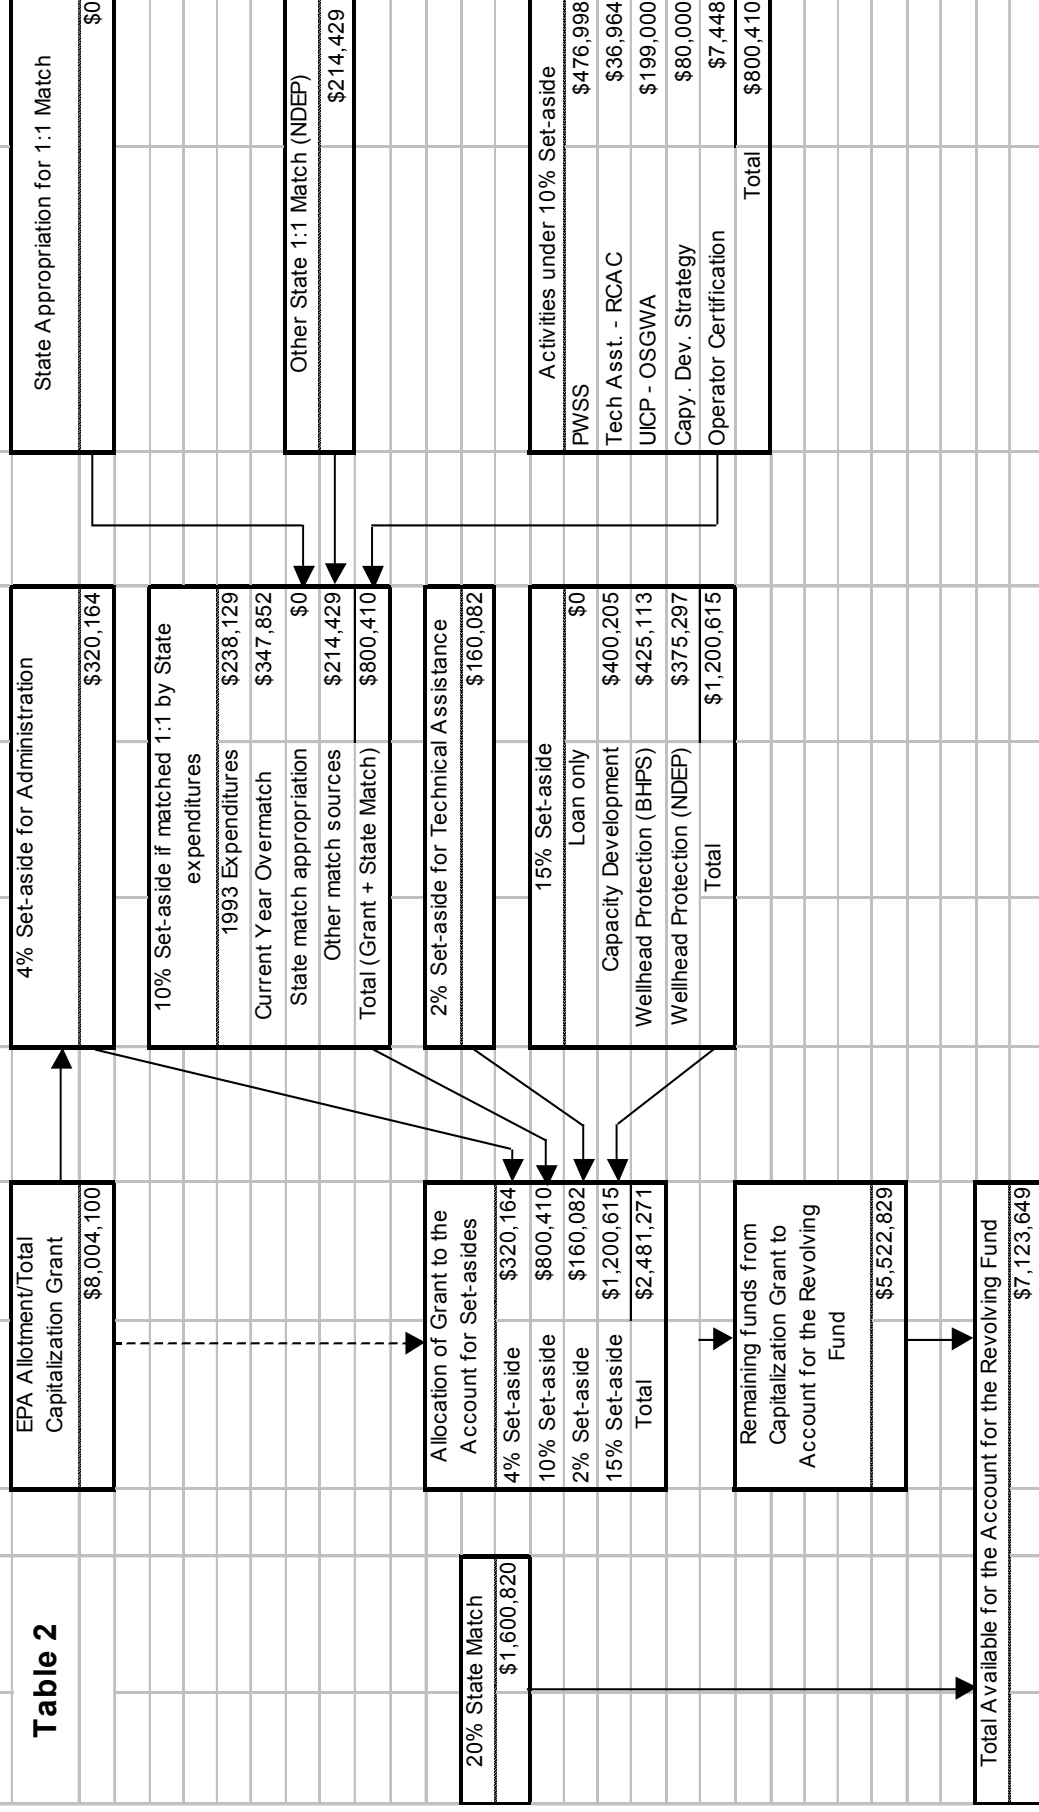 Table 2
EPA Allotment/Total
Capitalization Grant
$8,004,100
4% Set-aside for Administration
$320,164
State Appropriation for 1:1 Match
$0
10% Set-aside if matched 1:1 by State
expenditures
1993 Expenditures $238,129
Current Year Overmatch $347,852
State match appropriation $0
Other match sources $214,429
Total (Grant + State Match) $800,410
Other State 1:1 Match (NDEP)
$214,429
20% State Match
$1,600,820
Allocation of Grant to the
Account for Set-asides
4% Set-aside $320,164
10% Set-aside $800,410
2% Set-aside $160,082
15% Set-aside $1,200,615
Total $2,481,271
2% Set-aside for Technical Assistance
$160,082
15% Set-aside
Loan only $0
Capacity Development $400,205
Wellhead Protection (BHPS) $425,113
Wellhead Protection (NDEP) $375,297
Total $1,200,615
Activities under 10% Set-aside
PWSS $476,998
Tech Asst. - RCAC $36,964
UICP - OSGWA $199,000
Capy. Dev. Strategy $80,000
Operator Certification $7,448
Total $800,410
Remaining funds from
Capitalization Grant to
Account for the Revolving
Fund
$5,522,829
Total Available for the Account for the Revolving Fund
$7,123,649